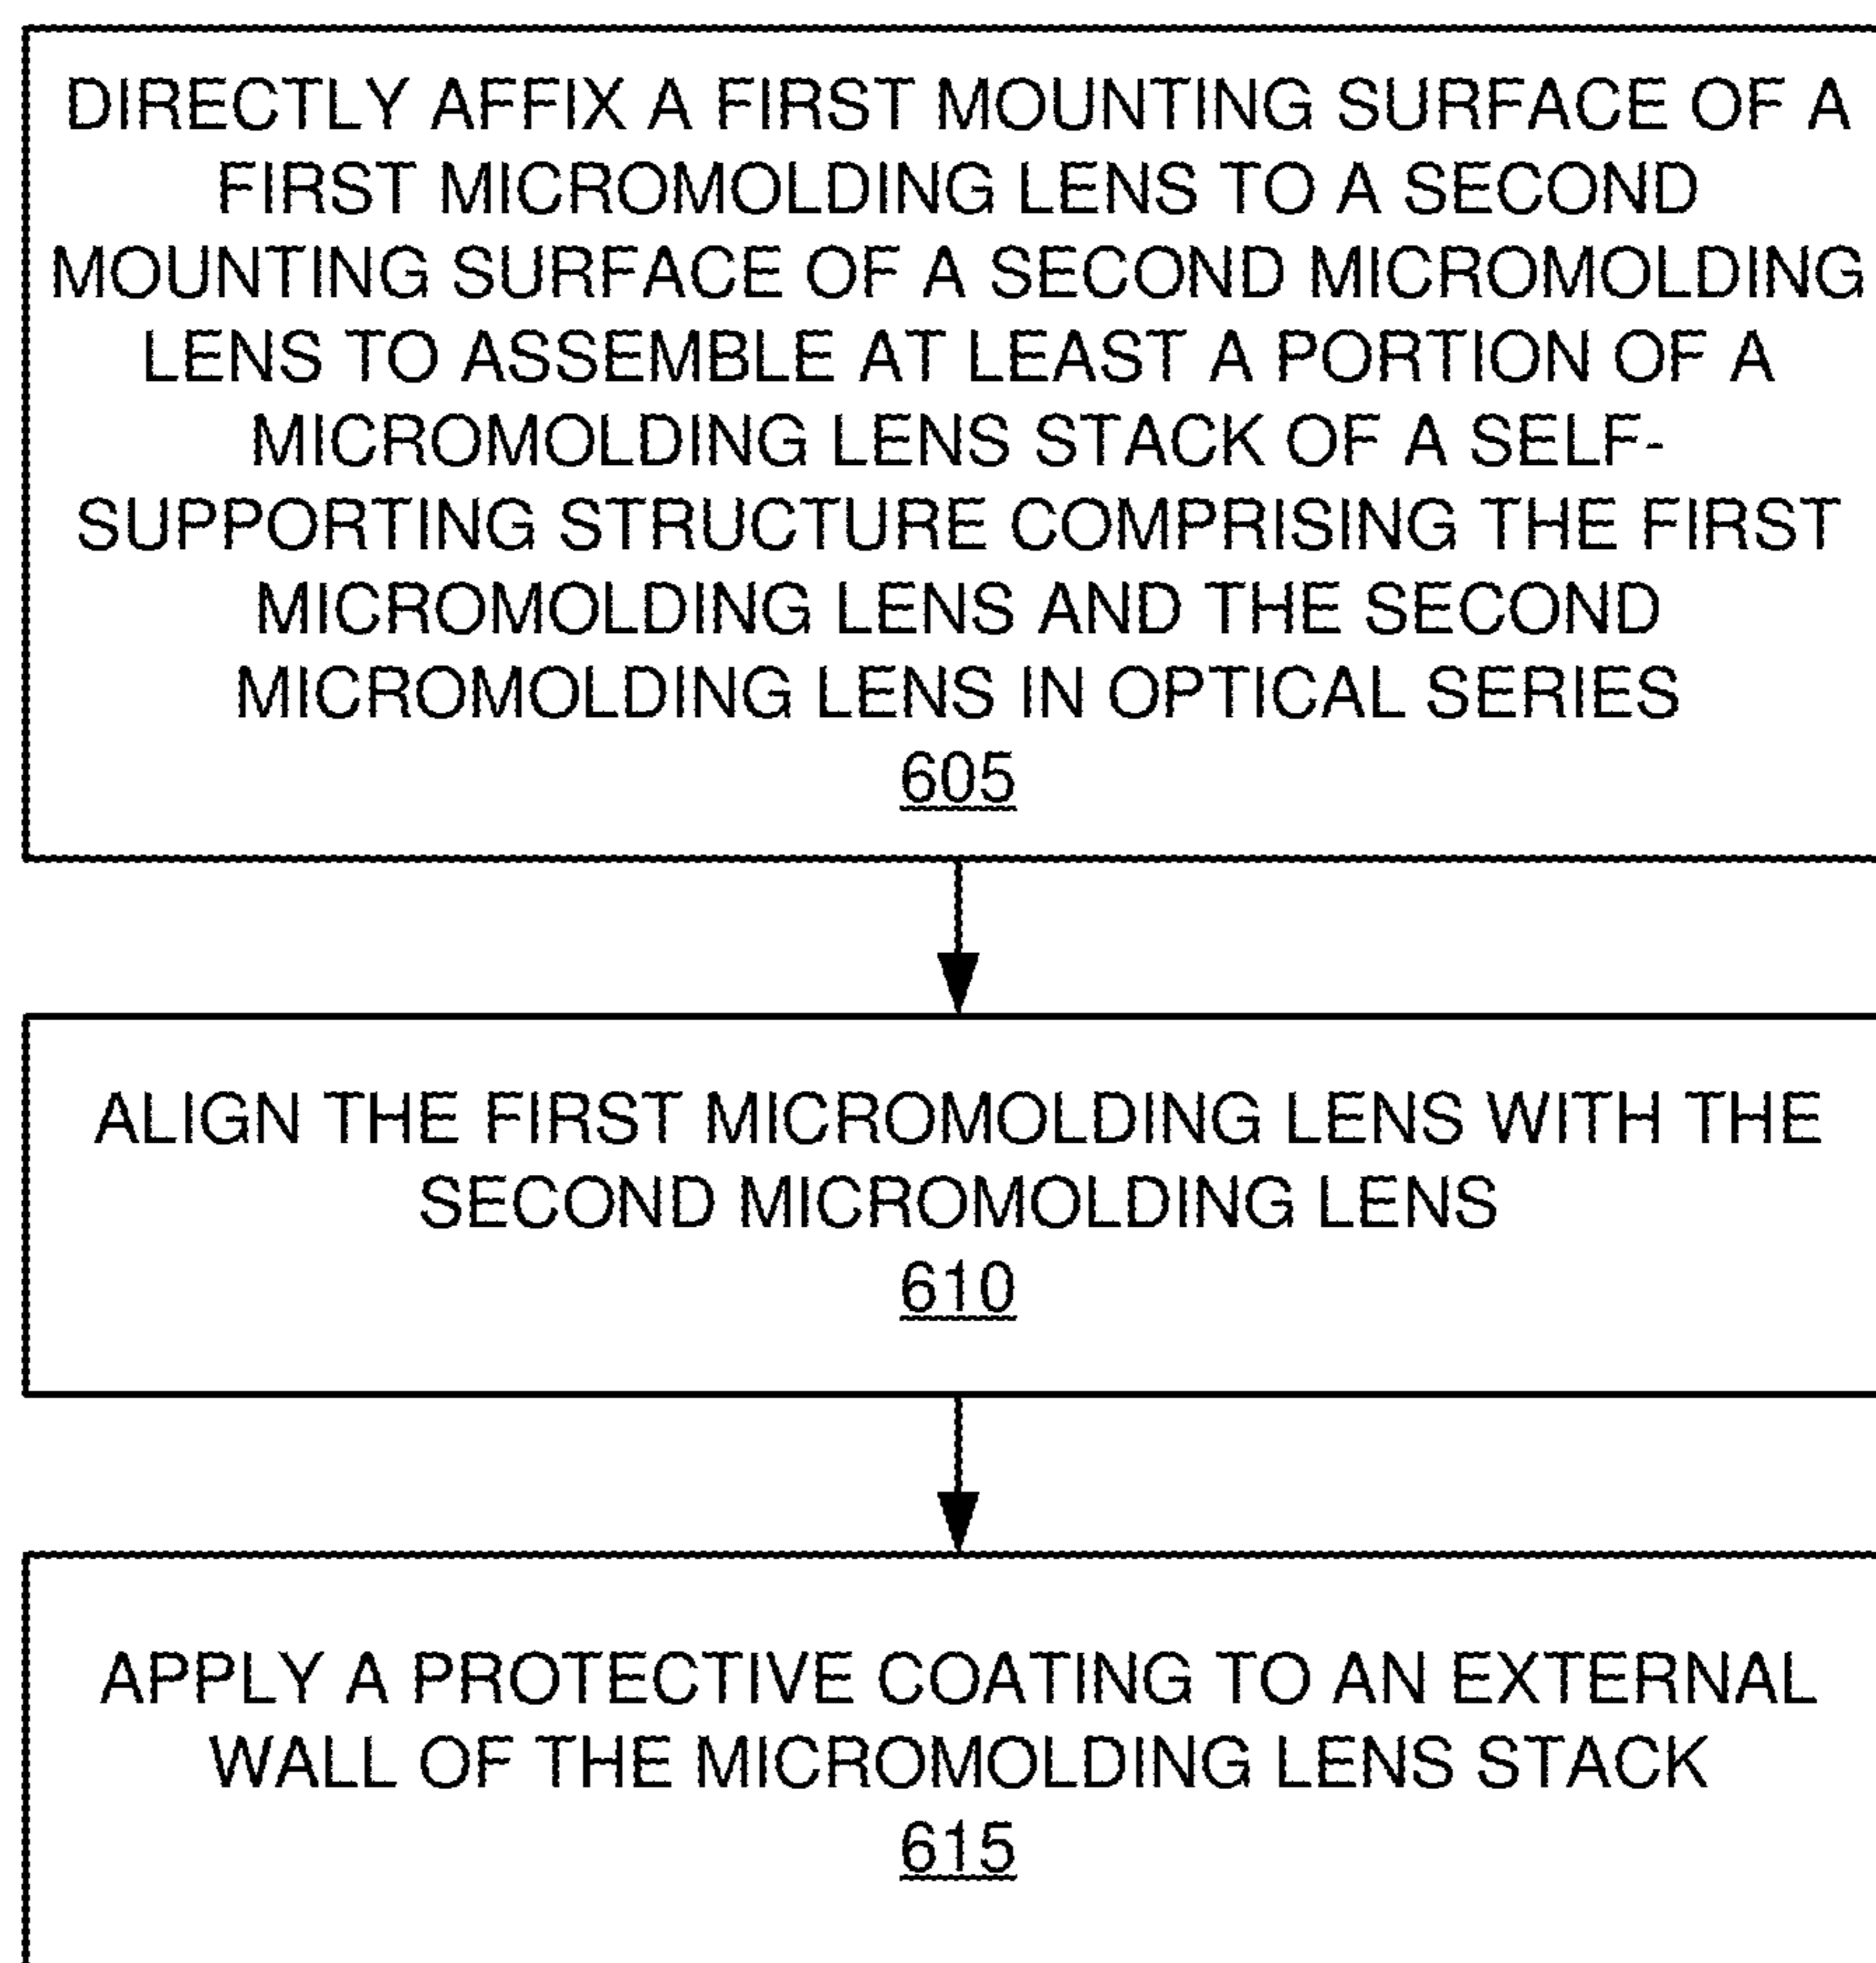 DIRECTLY AFFIX A FIRST MOUNTING SURFACE OF A
FIRST MICROMOLDING LENS TO A SECOND
MOUNTING SURFACE OF A SECOND MICROMOLDING
LENS TO ASSEMBLE AT LEAST A PORTION OF A
MICROMOLDING LENS STACK OF A SELF-
SUPPORTING STRUCTURE COMPRISING THE FIRST
MICROMOLDING LENS AND THE SECOND
MICROMOLDING LENS IN OPTICAL SERIES
605
ALIGN THE FIRST MICROMOLDING LENS WITH THE
SECOND MICROMOLDING LENS
610
APPLY A PROTECTIVE COATING TO AN EXTERNAL
WALL OF THE MICROMOLDING LENS STACK
615